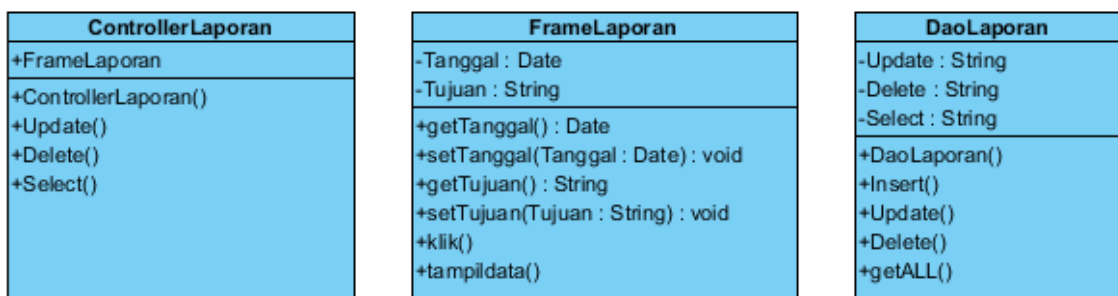 ControllerLaporan
+FrameLaporan
+ControllerLaporan()
+Update()
+Delete()
+Select()
FrameLaporan
-Tanggal : Date
-Tujuan : String
+getTanggal() : Date
+setTanggal(Tanggal : Date) : void
+getTujuan() : String
+setTujuan(Tujuan : String) : void
+klik()
+tampildata()
DaoLaporan
-Update : String
-Delete : String
-Select : String
+DaoLaporan()
+Insert()
+Update()
+Delete()
+getALL()